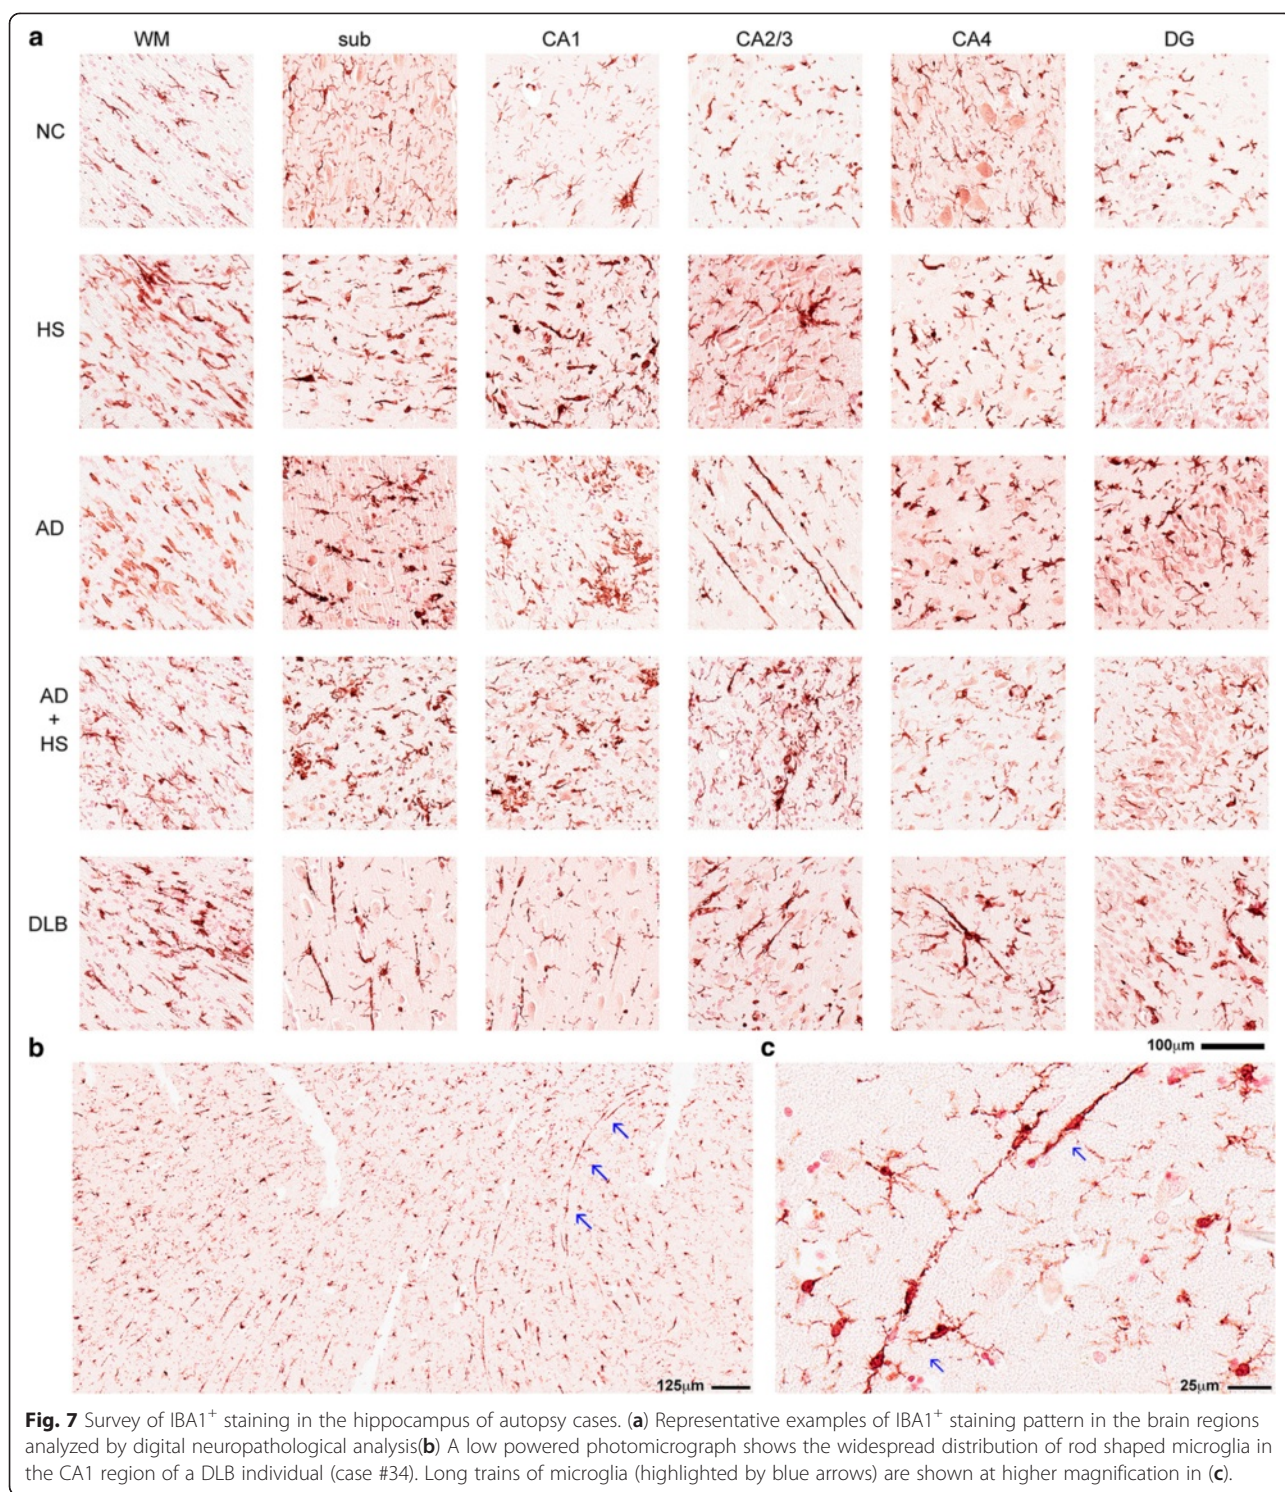 a
WM sub CA1 CA2/3 CA4 DG
NC
HS
AD
AD
+
HS
DLB
100μm
b
c
125μm
25μm
Fig. 7 Survey of IBA1⁺ staining in the hippocampus of autopsy cases. (a) Representative examples of IBA1⁺ staining pattern in the brain regions
analyzed by digital neuropathological analysis(b) A low powered photomicrograph shows the widespread distribution of rod shaped microglia in
the CA1 region of a DLB individual (case #34). Long trains of microglia (highlighted by blue arrows) are shown at higher magnification in (c).